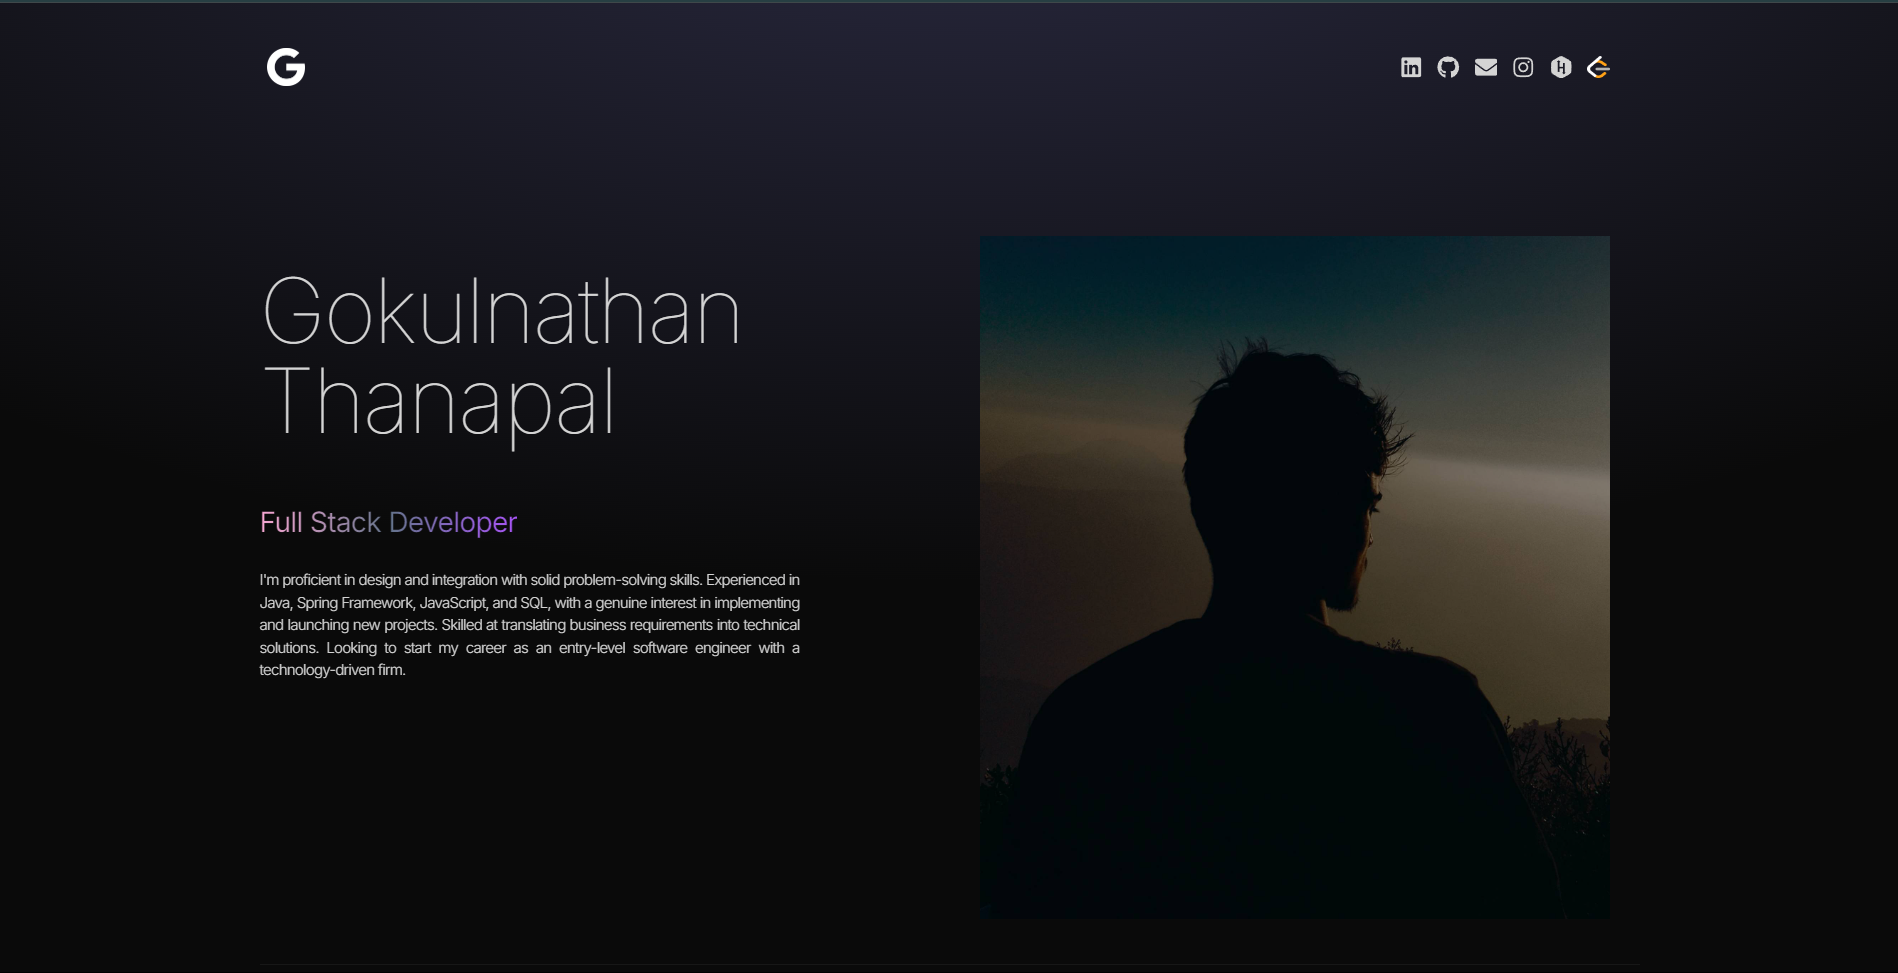 G
in
H
Gokulnathan
Thanapal
Full Stack Developer
I'm proficient in design and integration with solid problem-solving skills. Experienced in
Java, Spring Framework, JavaScript, and SQL, with a genuine interest in implementing
and launching new projects. Skilled at translating business requirements into technical
solutions. Looking to start my career as an entry-level software engineer with a
technology-driven firm.